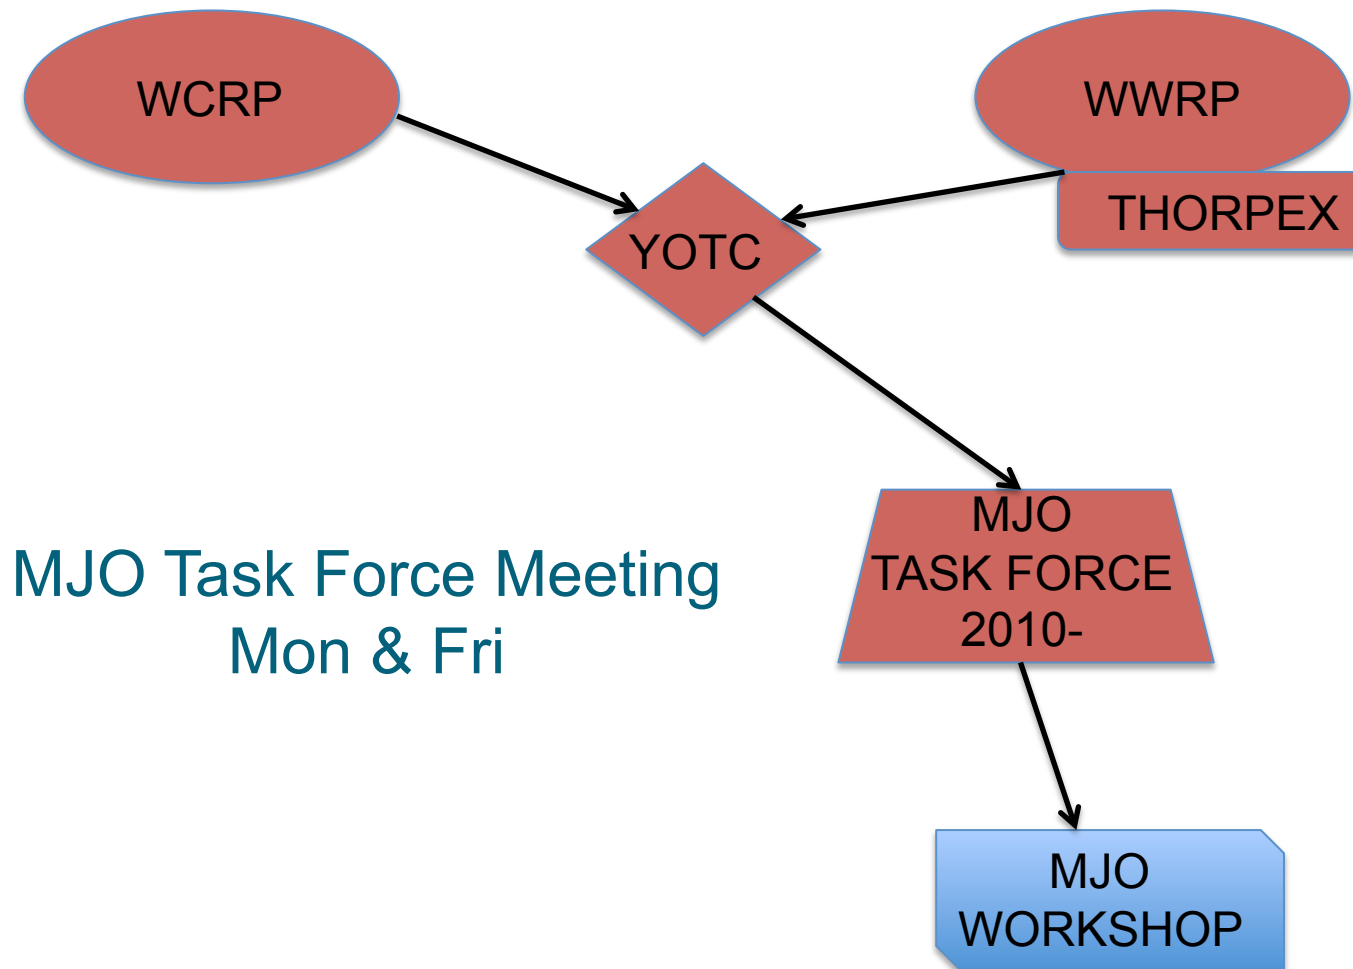 WCRP
WWRP
THORPEX
YOTC
MJO
TASK FORCE
2010-
MJO Task Force Meeting
Mon & Fri
MJO
WORKSHOP